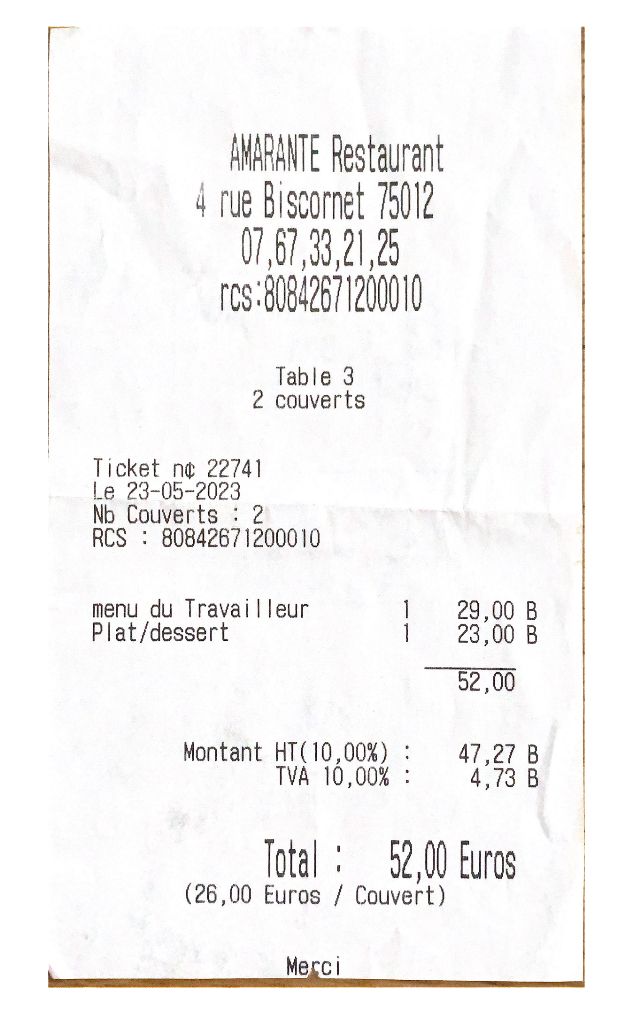 AMARANTE Restaurant
4 rue Biscornet 75012
07,67,33,21,25
rcs:80842671200010
Table 3
2 couverts
Ticket n¢ 22741
Le 23-05-2023
Nb Couverts : 2
RCS : 80842671200010
menu du Travailleur 1 29,00 B
Plat/dessert 1 23,00 B
52,00
Montant HT(10,00%) : 47,27 B
TVA 10,00% : 4,73 B
Total : 52,00 Euros
(26,00 Euros / Couvert)
Merci